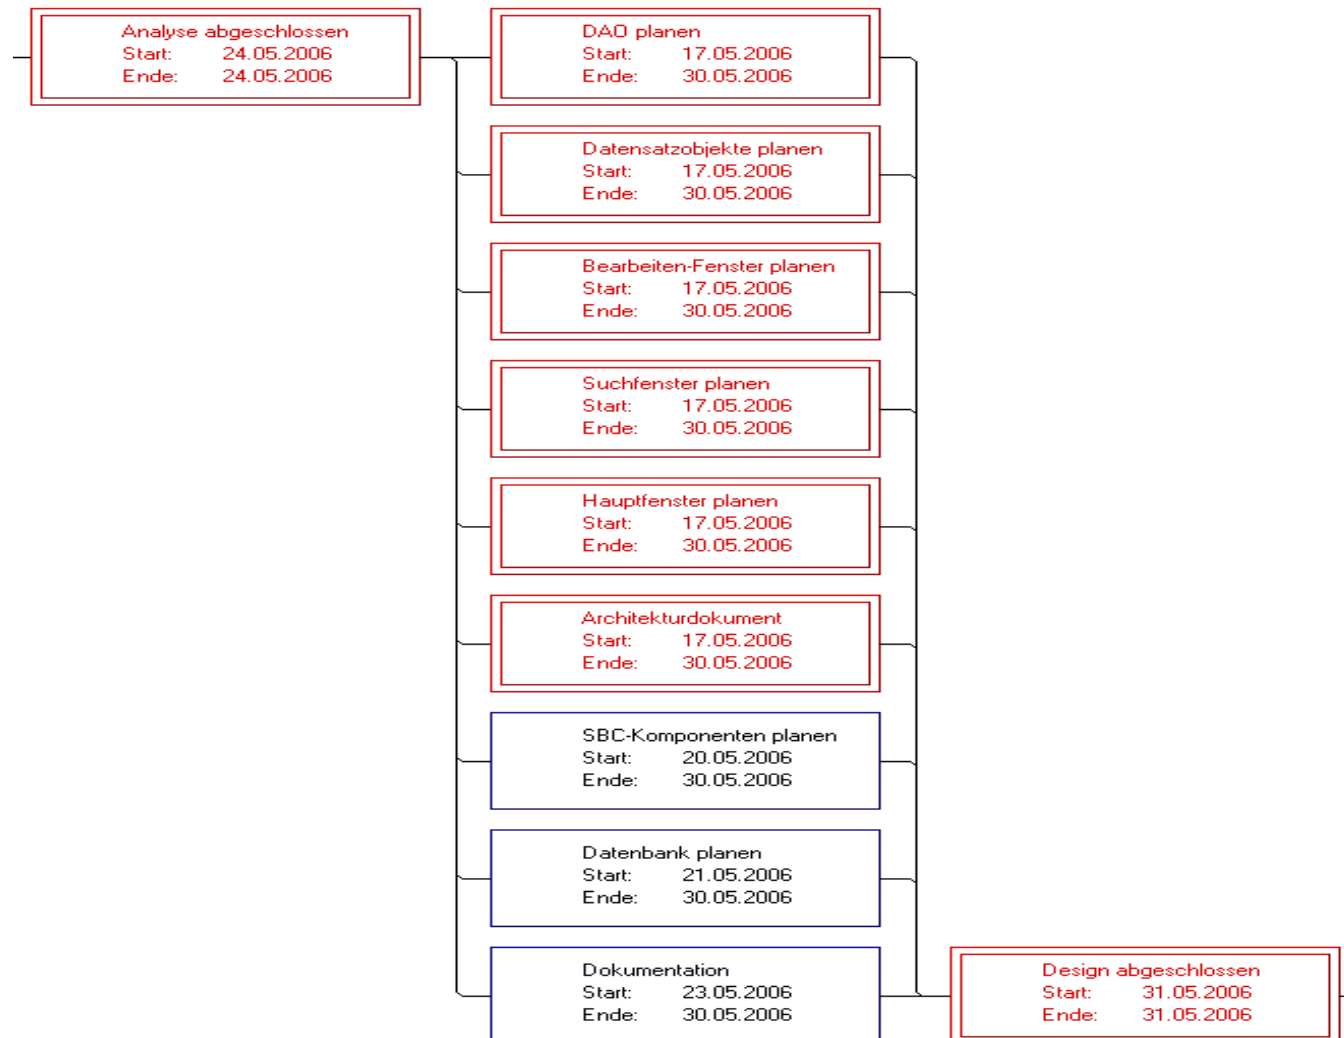 Analyse abgeschlossen
Start: 24.05.2006
Ende: 24.05.2006
DAO planen
Start: 17.05.2006
Ende: 30.05.2006
Datensatzobjekte planen
Start: 17.05.2006
Ende: 30.05.2006
Bearbeiten-Fenster planen
Start: 17.05.2006
Ende: 30.05.2006
Suchfenster planen
Start: 17.05.2006
Ende: 30.05.2006
Hauptfenster planen
Start: 17.05.2006
Ende: 30.05.2006
Architekturdokument
Start: 17.05.2006
Ende: 30.05.2006
SBC-Komponenten planen
Start: 20.05.2006
Ende: 30.05.2006
Datenbank planen
Start: 21.05.2006
Ende: 30.05.2006
Dokumentation
Start: 23.05.2006
Ende: 30.05.2006
Design abgeschlossen
Start: 31.05.2006
Ende: 31.05.2006